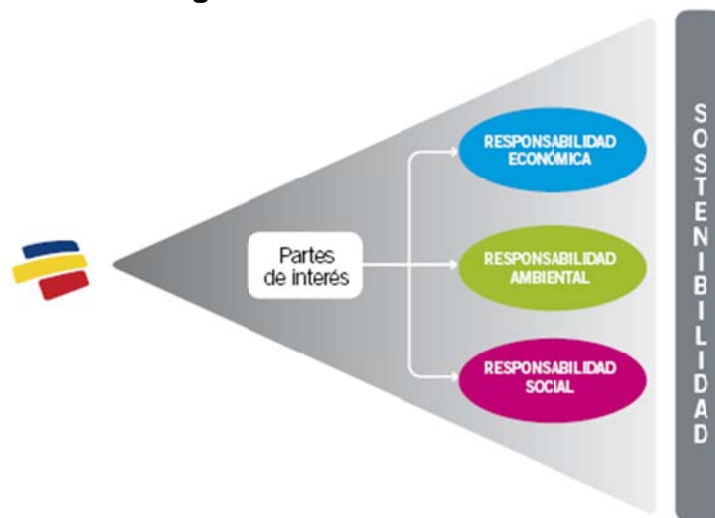 Partes
de interés
RESPONSABILIDAD
ECONÓMICA
RESPONSABILIDAD
AMBIENTAL
RESPONSABILIDAD
SOCIAL
SOSTENIBILIDAD